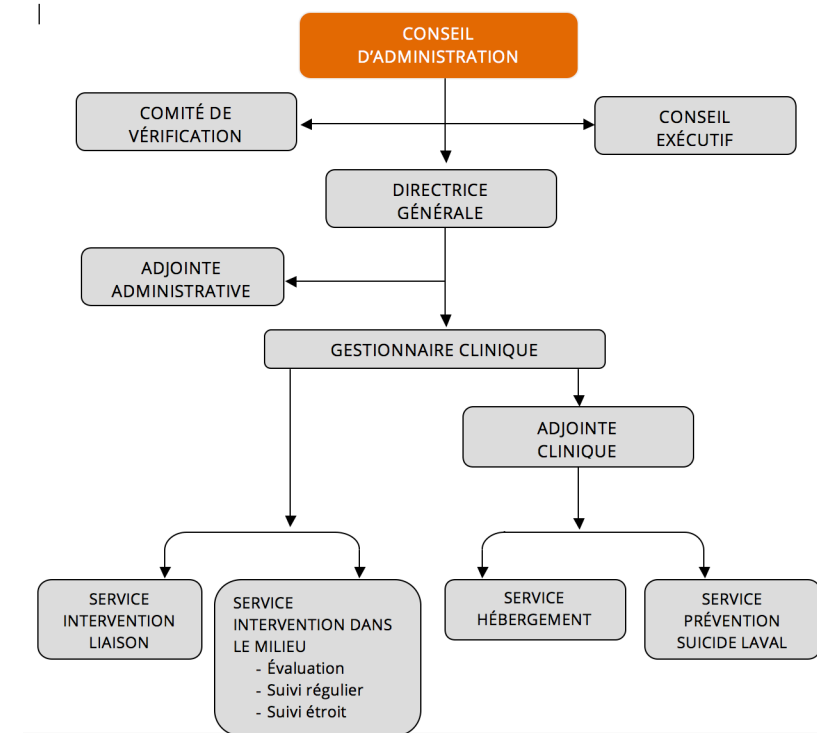 CONSEIL
D'ADMINISTRATION
COMITÉ DE
VÉRIFICATION
CONSEIL
EXÉCUTIF
DIRECTRICE
GÉNÉRALE
ADJOINTE
ADMINISTRATIVE
GESTIONNAIRE CLINIQUE
ADJOINTE
CLINIQUE
SERVICE
INTERVENTION
LIAISON
SERVICE
INTERVENTION DANS
LE MILIEU
- Évaluation
- Suivi régulier
- Suivi étroit
SERVICE
HÉBERGEMENT
SERVICE
PRÉVENTION
SUICIDE LAVAL